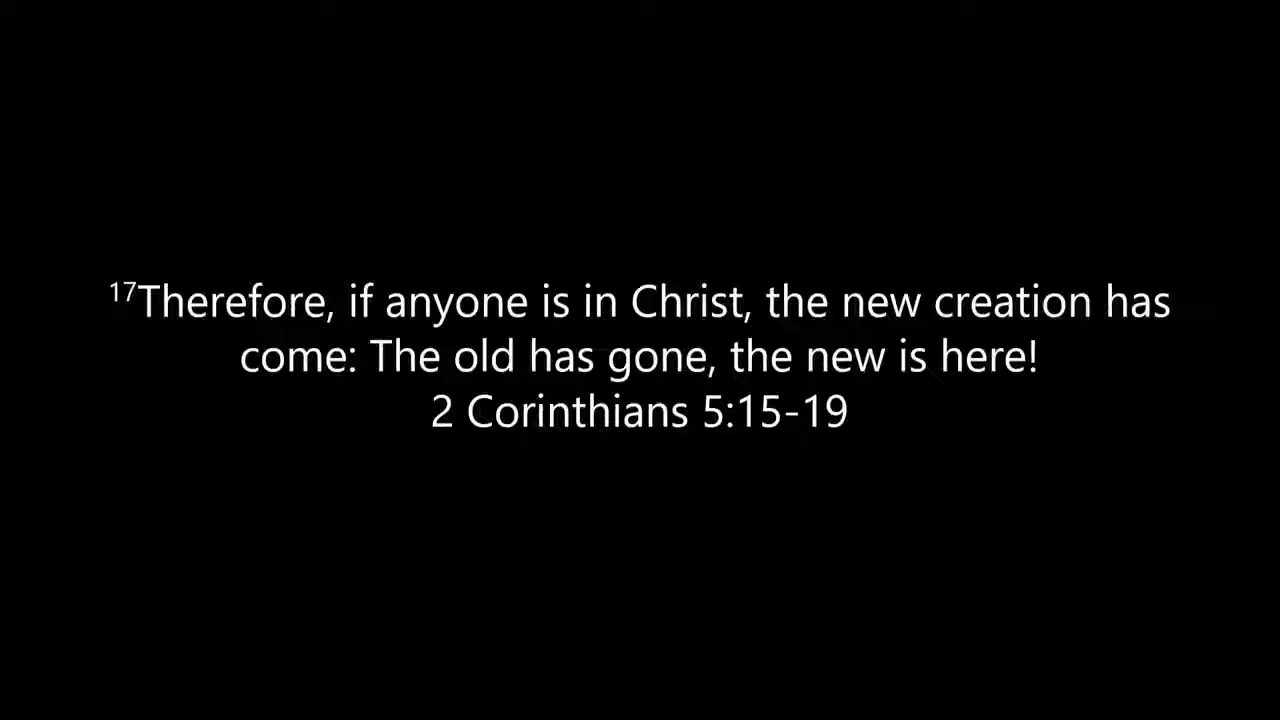 17Therefore, if anyone is in Christ, the new creation has
come: The old has gone, the new is here!
2 Corinthians 5:15-19